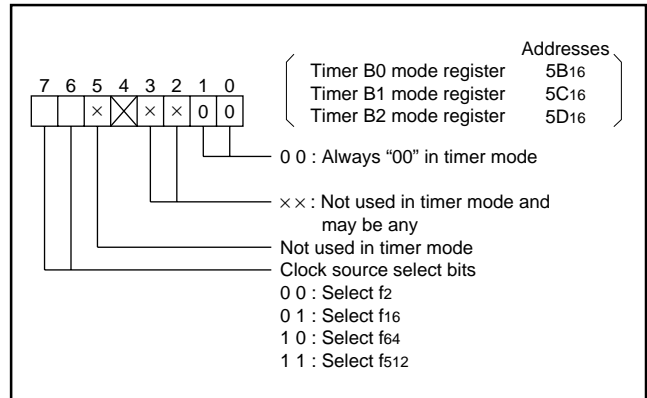 Addresses
Timer B0 mode register 5B16
Timer B1 mode register 5C16
Timer B2 mode register 5D16
7 6 5 4 3 2 1 0
× × × 0 0
0 0 : Always “00” in timer mode
×× : Not used in timer mode and
may be any
Not used in timer mode
Clock source select bits
0 0 : Select f2
0 1 : Select f16
1 0 : Select f64
1 1 : Select f512